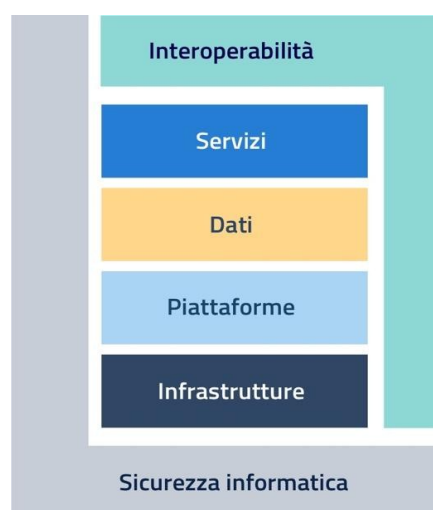 Interoperabilità
Servizi
Dati
Piattaforme
Infrastrutture
Sicurezza informatica